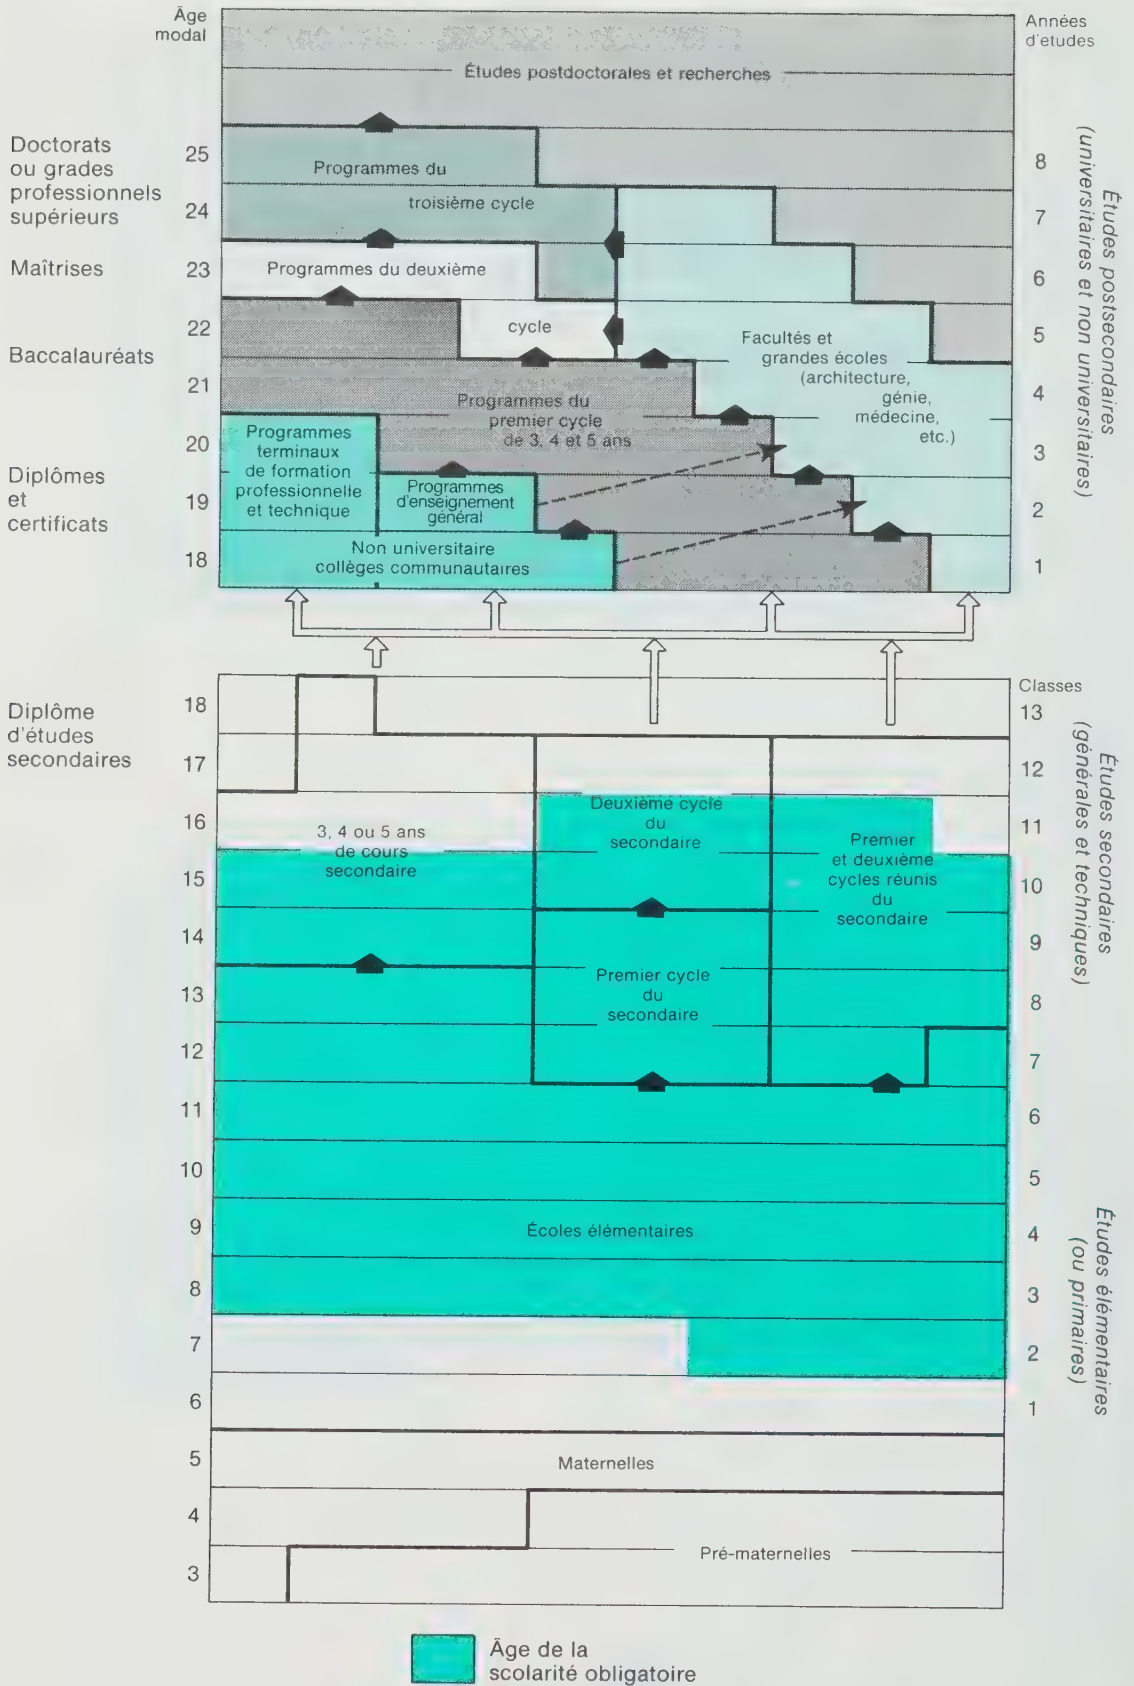 Âge
modal
Années
d'etudes
Études postdoctorales et recherches
Doctorats
ou grades
professionnels
supérieurs
25
Programmes du
8
24
troisième cycle
7
Maîtrises
23
Programmes du deuxième
6
22
cycle
5
Baccalauréats
21
Facultés et
grandes écoles
(architecture,
génie,
médecine,
etc.)
4
Programmes du
premier cycle
de 3, 4 et 5 ans
20
Programmes
terminaux
de formation
professionnelle
et technique
3
Diplômes
et
certificats
19
Programmes
d'enseignement
général
2
18
Non universitaire
collèges communautaires
1
Études postsecondaires
(universitaires et non universitaires)
Diplôme
d'études
secondaires
Classes
18
13
17
12
16
Deuxième cycle
du
secondaire
11
3, 4 ou 5 ans
de cours
secondaire
Premier
et deuxième
cycles réunis
du
secondaire
15
10
14
9
13
Premier cycle
du
secondaire
8
12
7
Études secondaires
(générales et techniques)
11
6
10
5
9
Écoles élémentaires
4
8
3
7
2
6
1
Études élémentaires
(ou primaires)
5
Maternelles
4
Pré-maternelles
3
Âge de la
scolarité obligatoire